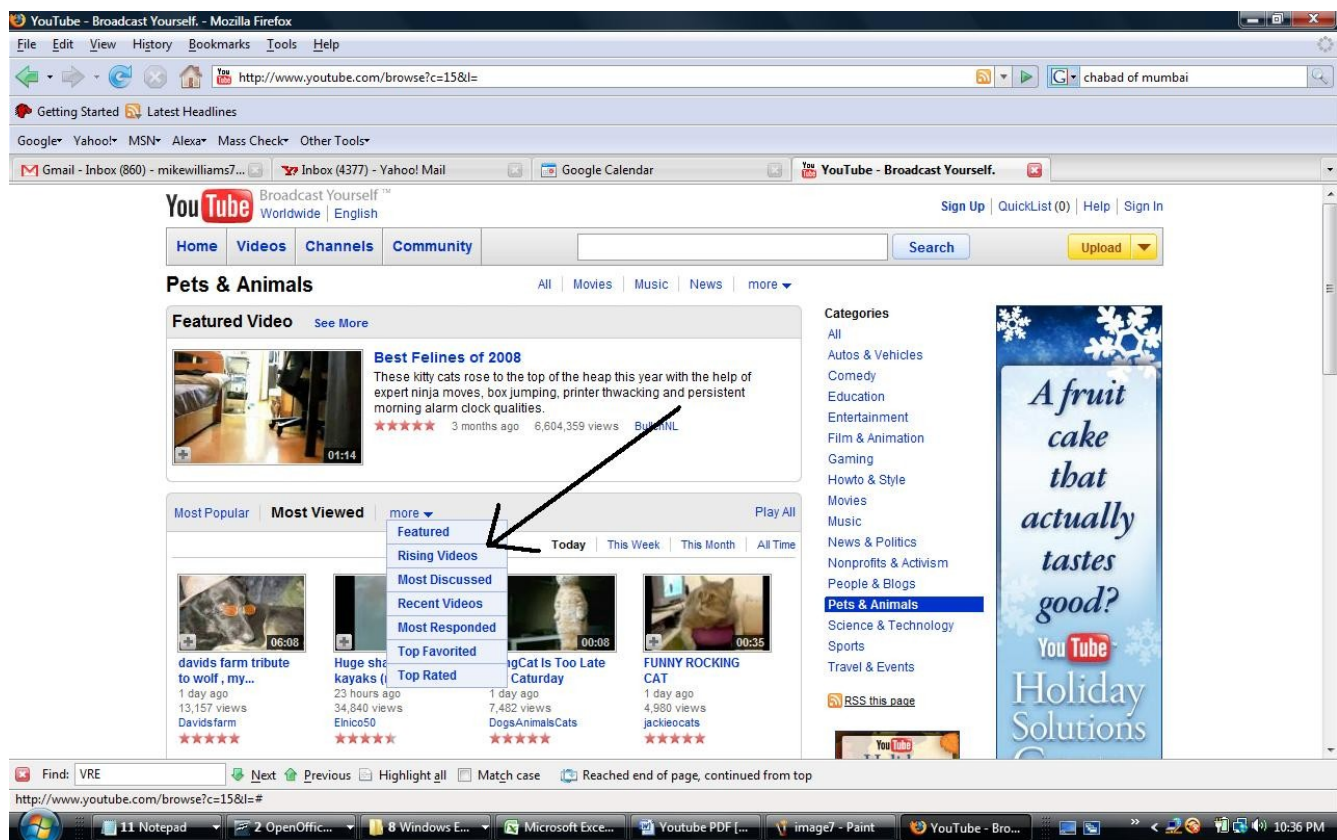 YouTube - Broadcast Yourself. - Mozilla Firefox
File Edit View History Bookmarks Tools Help
http://www.youtube.com/browse?c=15&l=
G chabad of mumbai
Getting Started Latest Headlines
Google Yahoo! MSN Alexa Mass Check Other Tools
Gmail - Inbox (860) - mikewilliams7... Inbox (4377) - Yahoo! Mail Google Calendar YouTube - Broadcast Yourself.
YouTube Broadcast Yourself ™
Worldwide | English
Sign Up | QuickList (0) | Help | Sign In
Home Videos Channels Community Search Upload
Pets & Animals
All | Movies | Music | News | more
Featured Video See More
Best Felines of 2008
These kitty cats rose to the top of the heap this year with the help of
expert ninja moves, box jumping, printer thwacking and persistent
morning alarm clock qualities.
3 months ago 6,604,359 views
01:14
Most Popular | Most Viewed | more Play All
Featured
Rising Videos
Most Discussed
Recent Videos
Most Responded
Top Favorited
Top Rated
Today | This Week | This Month | All Time
06:08
davids farm tribute
to wolf , my...
1 day ago
13,157 views
Davidsfarm
Huge sha
kayaks (
23 hours ago
34,840 views
Elnico50
00:08
gCat Is Too Late
Caturday
1 day ago
7,482 views
DogsAnimalsCats
00:35
FUNNY ROCKING
CAT
1 day ago
4,980 views
jackieocats
Categories
All
Autos & Vehicles
Comedy
Education
Entertainment
Film & Animation
Gaming
Howto & Style
Movies
Music
News & Politics
Nonprofits & Activism
People & Blogs
Pets & Animals
Science & Technology
Sports
Travel & Events
RSS this page
You Tube
A fruit
cake
that
actually
tastes
good?
You Tube
Holiday
Solutions
Find: VRE Next Previous Highlight all Match case Reached end of page, continued from top
http://www.youtube.com/browse?c=15&l=#
11 Notepad 2 OpenOffic... 8 Windows E... Microsoft Exce... Youtube PDF [... image7 - Paint YouTube - Bro... 10:36 PM